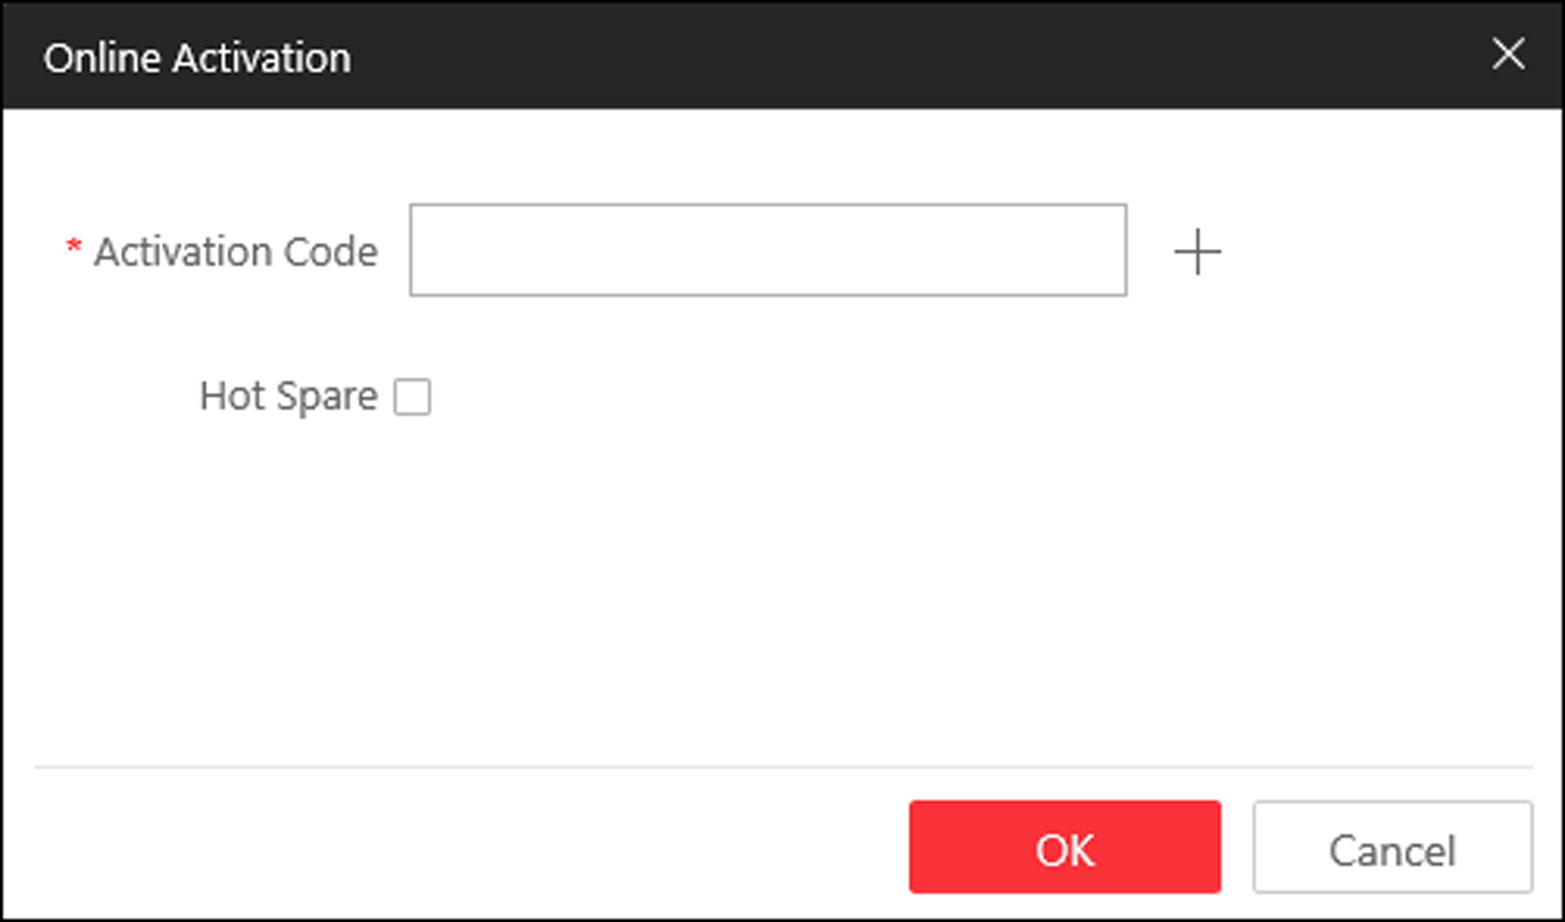 Online Activation
* Activation Code
Hot Spare
OK Cancel